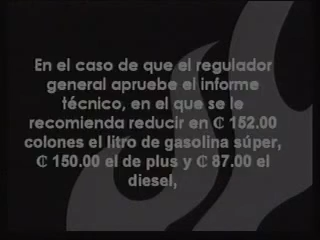 En el caso de que el regulador
general apruebe el informe
técnico, en el que se le
recomienda reducir en ₡ 152.00
colones el litro de gasolina súper,
₡ 150.00 el de plus y ₡ 87.00 el
diesel,